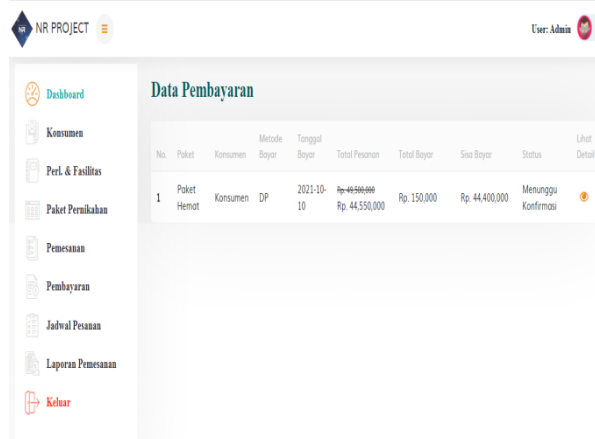 NR
NR PROJECT
User: Admin
Dashboard
Konsumen
Perl. & Fasilitas
Paket Pernikahan
Pemesanan
Pembayaran
Jadwal Pesanan
Laporan Pemesanan
Keluar
Data Pembayaran
No. Paket Konsumen Metode Bayar Tanggal Bayar Total Pesanan Total Bayar Sisa Bayar Status Lihat Detail
1 Paket Hemat Konsumen DP 2021-10-10 Rp. 49,500,000 Rp. 44,550,000 Rp. 150,000 Rp. 44,400,000 Menunggu Konfirmasi